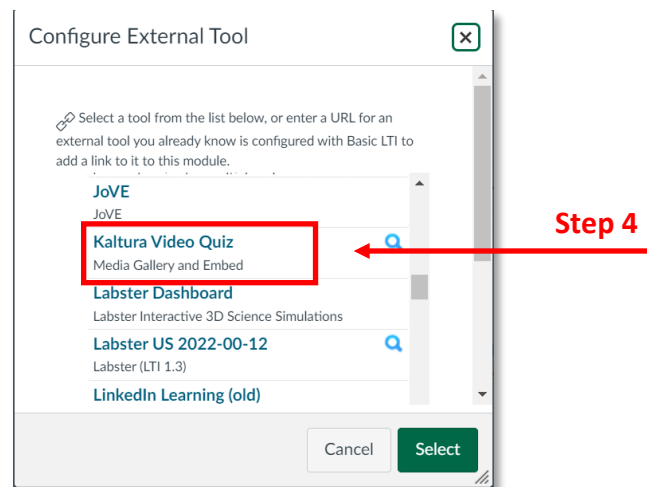 Configure External Tool
Select a tool from the list below, or enter a URL for an
external tool you already know is configured with Basic LTI to
add a link to it to this module.
JoVE
JoVE
Kaltura Video Quiz
Media Gallery and Embed
Step 4
Labster Dashboard
Labster Interactive 3D Science Simulations
Labster US 2022-00-12
Labster (LTI 1.3)
LinkedIn Learning (old)
Cancel
Select